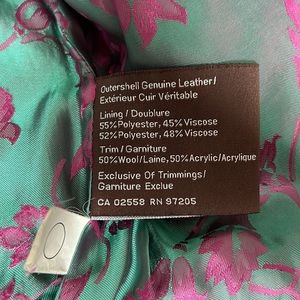 Outershell Genuine Leather/
Extérieur Cuir Véritable
Lining / Doublure
55% Polyester, 45% Viscose
52% Polyester, 48% Viscose
Trim / Garniture
50% Wool/Laine, 50% Acrylic/Acrylique
Exclusive Of Trimmings/
Garniture Exclue
CA 02558 RN 97205